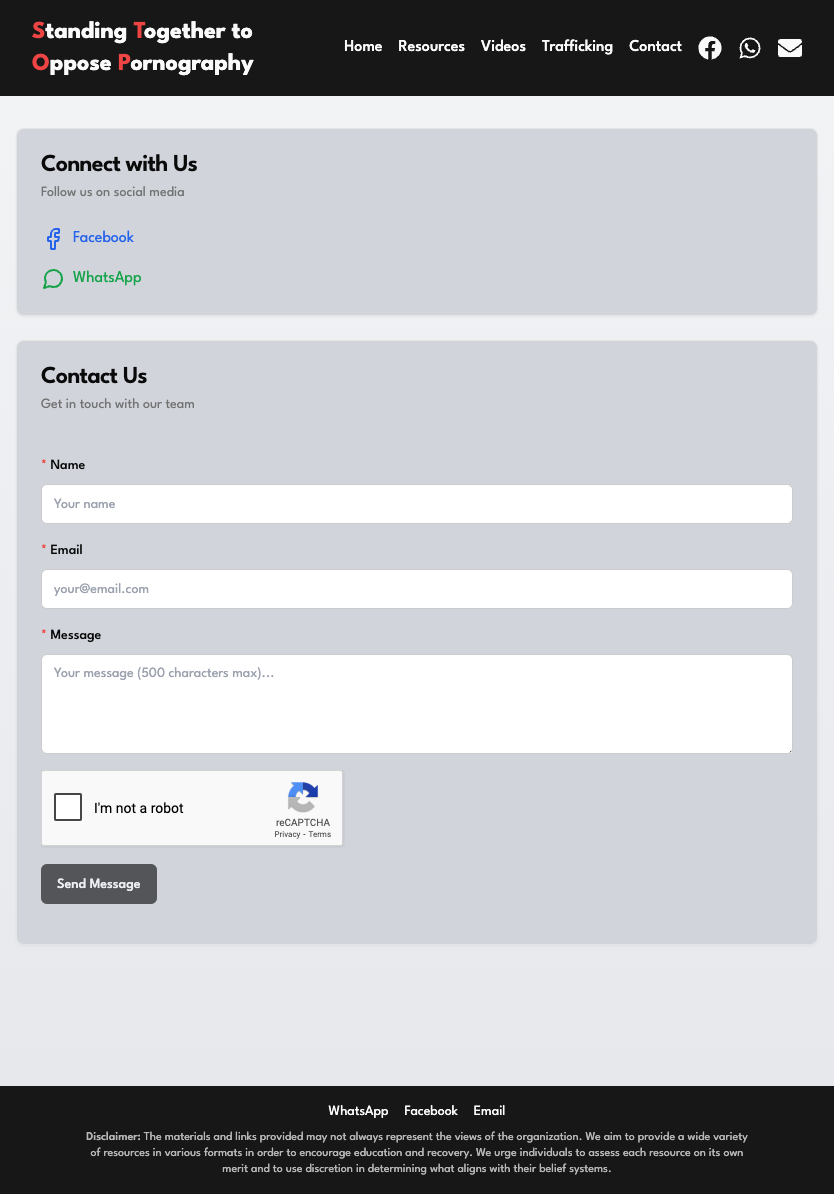 Standing Together to
Oppose Pornography
Home Resources Videos Trafficking Contact
Connect with Us
Follow us on social media
Facebook
WhatsApp
Contact Us
Get in touch with our team
* Name
Your name
* Email
your@email.com
* Message
Your message (500 characters max)...
I'm not a robot
reCAPTCHA
Privacy - Terms
Send Message
WhatsApp Facebook Email
Disclaimer: The materials and links provided may not always represent the views of the organization. We aim to provide a wide variety
of resources in various formats in order to encourage education and recovery. We urge individuals to assess each resource on its own
merit and to use discretion in determining what aligns with their belief systems.